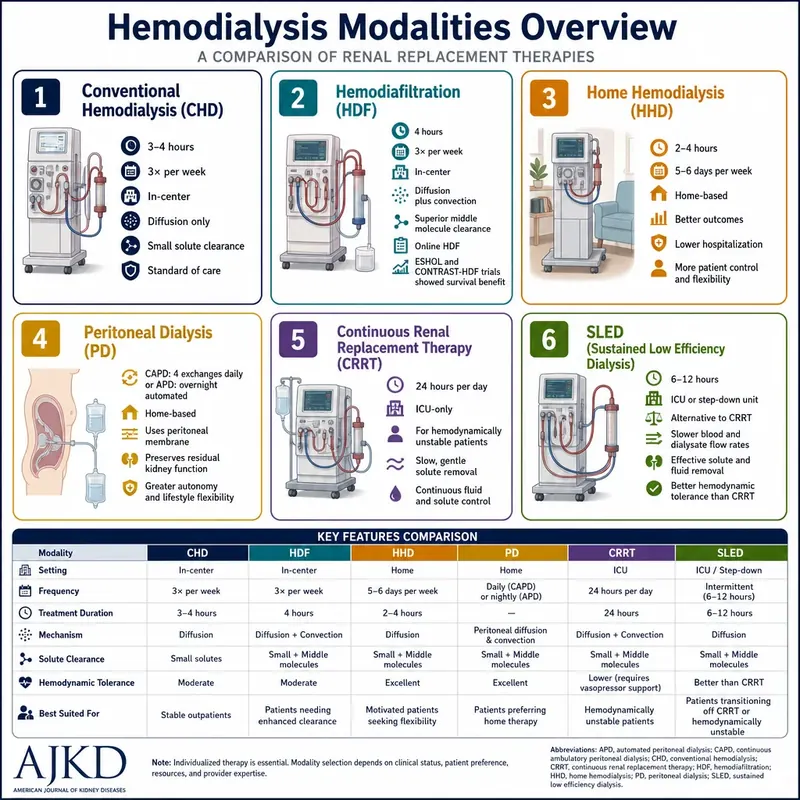 Hemodialysis Modalities Overview
A COMPARISON OF RENAL REPLACEMENT THERAPIES
1
Conventional
Hemodialysis (CHD)
3–4 hours
3× per week
In-center
Diffusion only
Small solute clearance
Standard of care
2
Hemodiafiltration
(HDF)
4 hours
3× per week
In-center
Diffusion
plus convection
Superior middle
molecule clearance
Online HDF
ESHOL and
CONTRAST-HDF trials
showed survival benefit
3
Home Hemodialysis
(HHD)
2–4 hours
5–6 days per week
Home-based
Better outcomes
Lower hospitalization
More patient control
and flexibility
4
Peritoneal Dialysis
(PD)
CAPD: 4 exchanges daily
or APD: overnight
automated
Home-based
Uses peritoneal
membrane
Preserves residual
kidney function
Greater autonomy
and lifestyle flexibility
5
Continuous Renal
Replacement Therapy
(CRRT)
24 hours per day
ICU-only
For hemodynamically
unstable patients
Slow, gentle
solute removal
Continuous fluid
and solute control
6
SLED
(Sustained Low Efficiency
Dialysis)
6–12 hours
ICU or step-down unit
Alternative to CRRT
Slower blood and
dialysate flow rates
Effective solute and
fluid removal
Better hemodynamic
tolerance than CRRT
KEY FEATURES COMPARISON
Modality CHD HDF HHD PD CRRT SLED
Setting In-center In-center Home Home ICU ICU / Step-down
Frequency 3× per week 3× per week 5–6 days per week Daily (CAPD) or nightly (APD) 24 hours per day Intermittent (6–12 hours)
Treatment Duration 3–4 hours 4 hours 2–4 hours — 24 hours 6–12 hours
Mechanism Diffusion Diffusion + Convection Diffusion Peritoneal diffusion & convection Diffusion + Convection Diffusion
Solute Clearance Small solutes Small + Middle molecules Small + Middle molecules Small + Middle molecules Small + Middle molecules Small + Middle molecules
Hemodynamic Tolerance Moderate Moderate Excellent Excellent Lower (requires vasopressor support) Better than CRRT
Best Suited For Stable outpatients Patients needing enhanced clearance Motivated patients seeking flexibility Patients preferring home therapy Hemodynamically unstable patients Patients transitioning off CRRT or hemodynamically unstable
AJKD
AMERICAN JOURNAL OF KIDNEY DISEASES
Note: Individualized therapy is essential. Modality selection depends on clinical status, patient preference,
resources, and provider expertise.
Abbreviations: APD, automated peritoneal dialysis; CAPD, continuous
ambulatory peritoneal dialysis; CHD, conventional hemodialysis;
CRRT, continuous renal replacement therapy; HDF, hemodiafiltration;
HHD, home hemodialysis; PD, peritoneal dialysis; SLED, sustained
low efficiency dialysis.